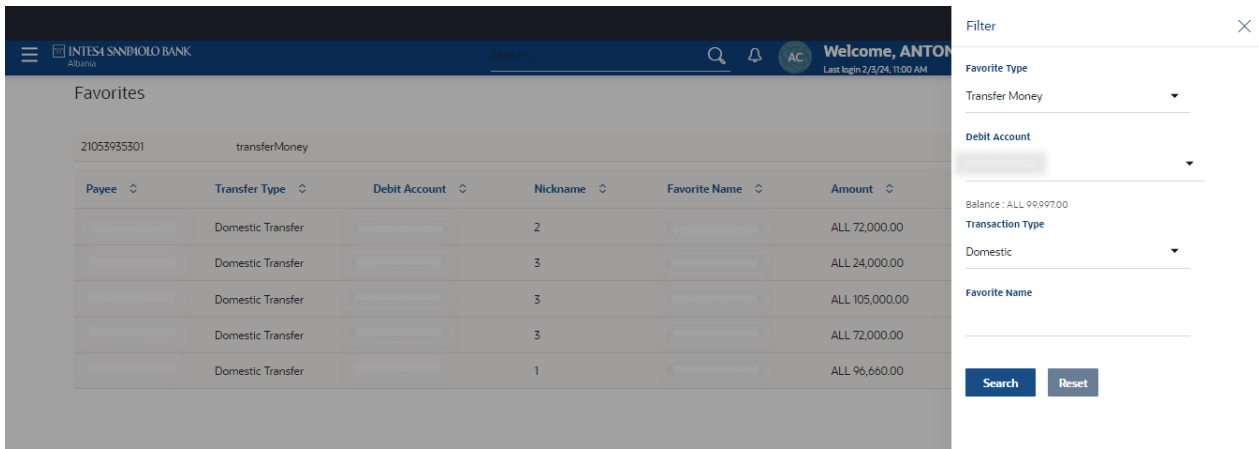 Filter
INTESA SANPAOLO BANK
Albania
Search...
AC
Welcome, ANTON
Last login 2/3/24, 11:00 AM
Favorites
21053935301 transferMoney
Payee Transfer Type Debit Account Nickname Favorite Name Amount
Domestic Transfer 2 ALL 72,000.00
Domestic Transfer 3 ALL 24,000.00
Domestic Transfer 3 ALL 105,000.00
Domestic Transfer 3 ALL 72,000.00
Domestic Transfer 1 ALL 96,660.00
Favorite Type
Transfer Money
Debit Account
Balance : ALL 99,997.00
Transaction Type
Domestic
Favorite Name
Search Reset